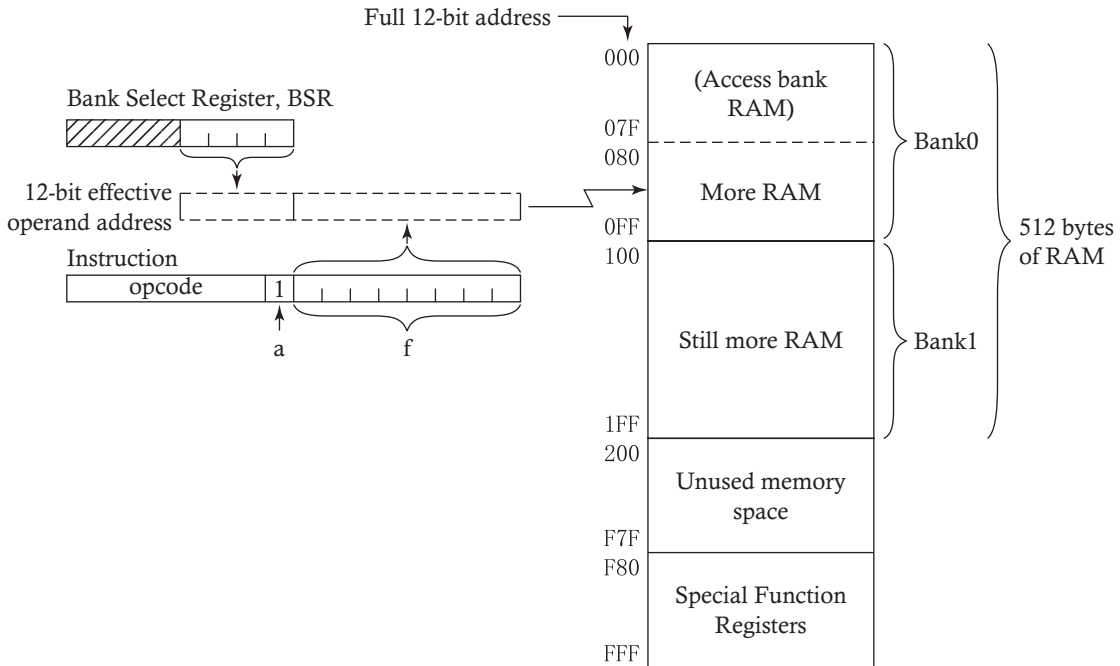 Full 12-bit address
000
(Access bank
RAM)
07F
080
More RAM
0FF
100
Still more RAM
1FF
200
Unused memory
space
F7F
F80
Special Function
Registers
FFF
Bank0
Bank1
512 bytes
of RAM
Bank Select Register, BSR
12-bit effective
operand address
Instruction
opcode
1
a
f